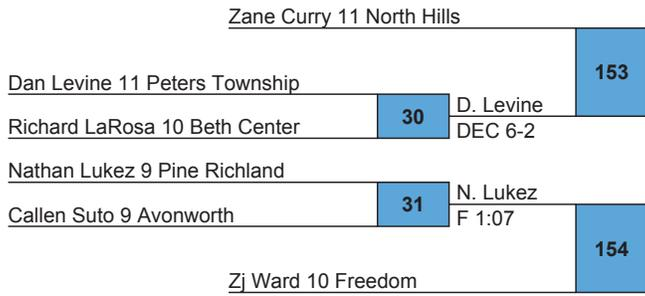 Zane Curry 11 North Hills
153
Dan Levine 11 Peters Township
30
D. Levine
DEC 6-2
Richard LaRosa 10 Beth Center
Nathan Lukez 9 Pine Richland
31
N. Lukez
F 1:07
Callen Suto 9 Avonworth
154
Zj Ward 10 Freedom